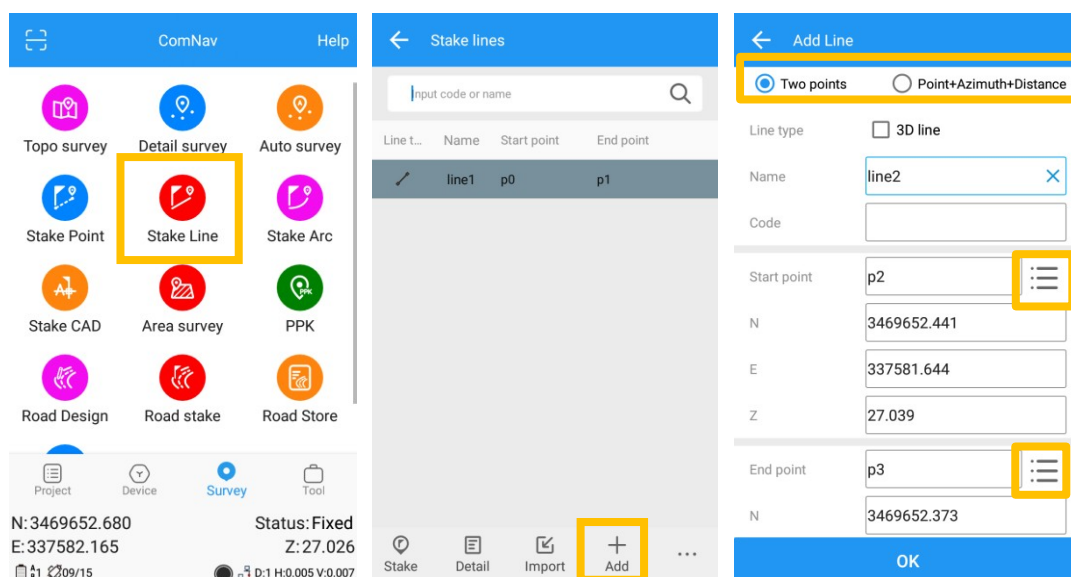 ComNav Help
Topo survey Detail survey Auto survey
Stake Point Stake Line Stake Arc
Stake CAD Area survey PPK
Road Design Road stake Road Store
Project Device Survey Tool
N:3469652.680 Status:Fixed
E:337582.165 Z:27.026
1 09/15 D:1 H:0.005 V:0.007
Stake lines
Input code or name
Line t... Name Start point End point
line1 p0 p1
Stake Detail Import Add ...
Add Line
Two points Point+Azimuth+Distance
Line type 3D line
Name line2
Code
Start point p2
N 3469652.441
E 337581.644
Z 27.039
End point p3
N 3469652.373
OK